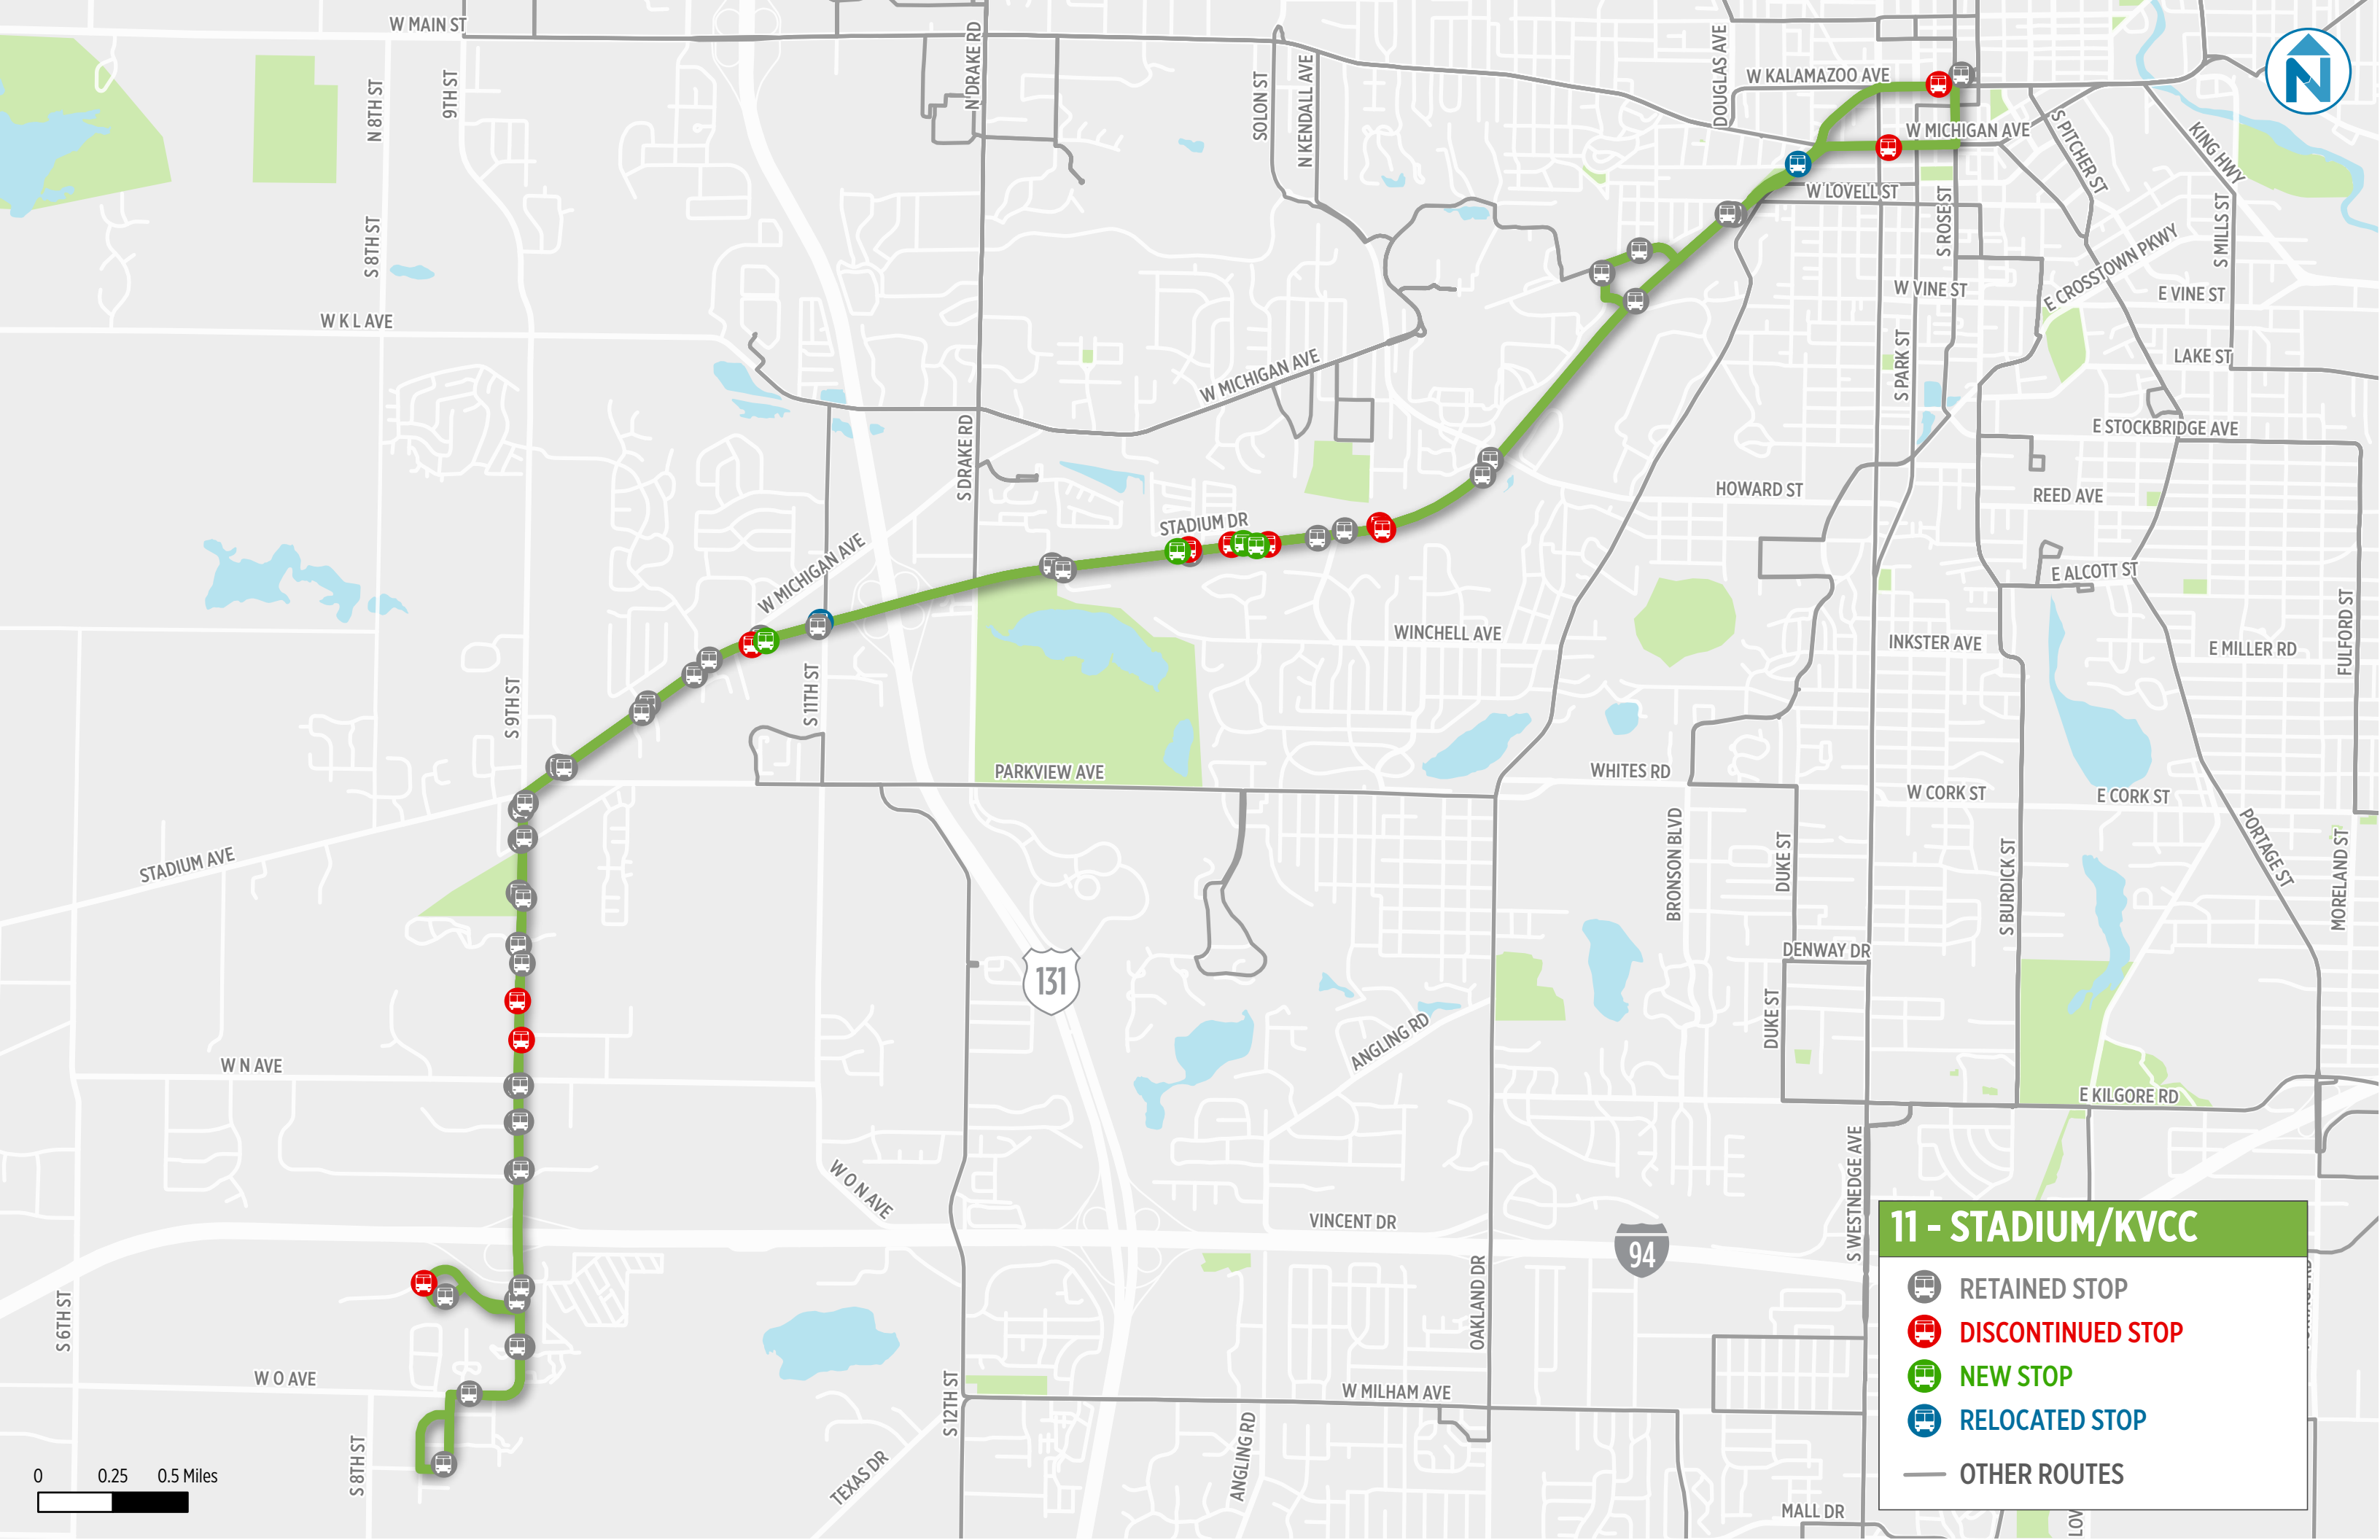 W MAIN ST
N 8TH ST
9TH ST
N DRAKE RD
SOLON ST
N KENDALL AVE
DOUGLAS AVE
W KALAMAZOO AVE
W MICHIGAN AVE
W LOVELL ST
S PITCHER ST
KING HWY
N
S 8TH ST
S ROSE ST
S MILLS ST
E CROSSTOWN PKWY
W VINE ST
E VINE ST
W K L AVE
W MICHIGAN AVE
S PARK ST
LAKE ST
S DRAKE RD
E STOCKBRIDGE AVE
HOWARD ST
REED AVE
STADIUM DR
W MICHIGAN AVE
E ALCOTT ST
WINCHELL AVE
INKSTER AVE
E MILLER RD
FULFORD ST
S 9TH ST
S 11TH ST
PARKVIEW AVE
WHITES RD
W CORK ST
E CORK ST
STADIUM AVE
BRONSON BLVD
DUKE ST
S BURDICK ST
PORTAGE ST
MORELAND ST
DENWAY DR
131
DUKE ST
ANGLING RD
W N AVE
E KILGORE RD
W O N AVE
S WESTNEDGE AVE
VINCENT DR
94
S 6TH ST
OAKLAND DR
W O AVE
W MILHAM AVE
S 12TH ST
S 8TH ST
TEXAS DR
ANGLING RD
MALL DR
LOV
0 0.25 0.5 Miles
11 - STADIUM/KVCC
RETAINED STOP
DISCONTINUED STOP
NEW STOP
RELOCATED STOP
OTHER ROUTES